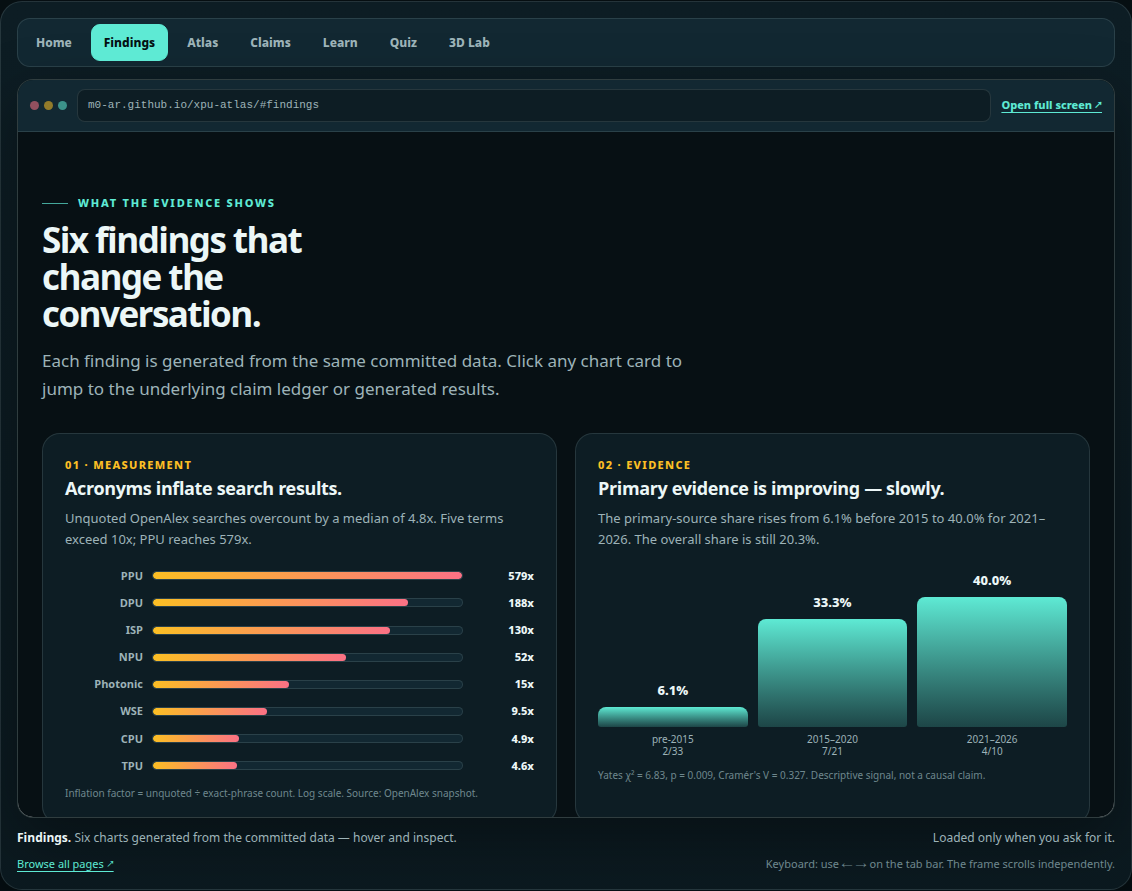 Home Findings Atlas Claims Learn Quiz 3D Lab
m0-ar.github.io/xpu-atlas/#findings
Open full screen ↗
WHAT THE EVIDENCE SHOWS
Six findings that
change the
conversation.
Each finding is generated from the same committed data. Click any chart card to
jump to the underlying claim ledger or generated results.
01 · MEASUREMENT
Acronyms inflate search results.
Unquoted OpenAlex searches overcount by a median of 4.8x. Five terms
exceed 10x; PPU reaches 579x.
PPU 579x
DPU 188x
ISP 130x
NPU 52x
Photonic 15x
WSE 9.5x
CPU 4.9x
TPU 4.6x
Inflation factor = unquoted ÷ exact-phrase count. Log scale. Source: OpenAlex snapshot.
02 · EVIDENCE
Primary evidence is improving — slowly.
The primary-source share rises from 6.1% before 2015 to 40.0% for 2021–
2026. The overall share is still 20.3%.
6.1% 33.3% 40.0%
pre-2015 2015–2020 2021–2026
2/33 7/21 4/10
Yates χ² = 6.83, p = 0.009, Cramér's V = 0.327. Descriptive signal, not a causal claim.
Findings. Six charts generated from the committed data — hover and inspect.
Loaded only when you ask for it.
Browse all pages ↗
Keyboard: use ← → on the tab bar. The frame scrolls independently.